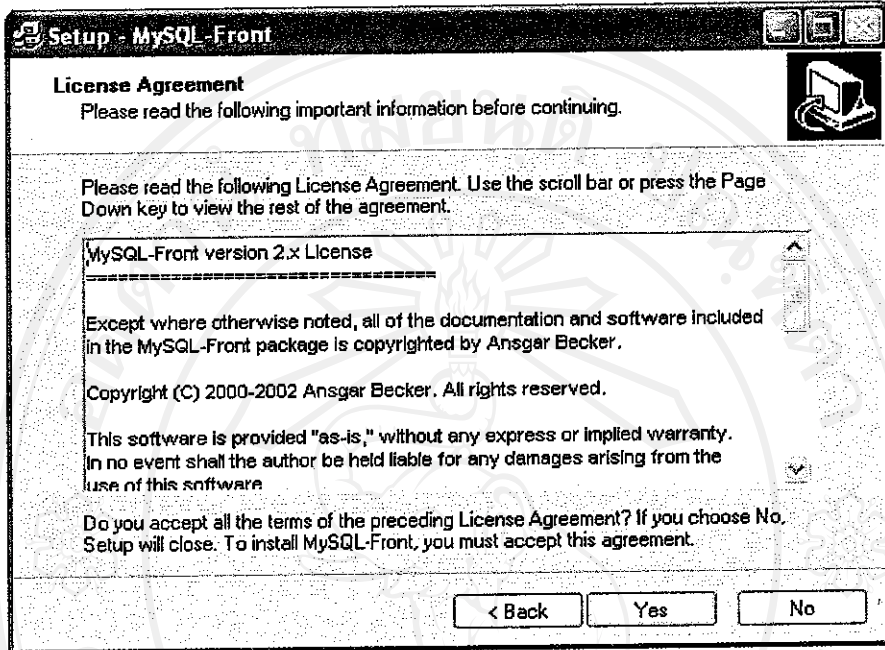 Setup - MySQL-Front
License Agreement
Please read the following important information before continuing.
Please read the following License Agreement. Use the scroll bar or press the Page
Down key to view the rest of the agreement.
MySQL-Front version 2.x License
==================================
Except where otherwise noted, all of the documentation and software included
in the MySQL-Front package is copyrighted by Ansgar Becker.
Copyright (C) 2000-2002 Ansgar Becker. All rights reserved.
This software is provided "as-is," without any express or implied warranty.
In no event shall the author be held liable for any damages arising from the
use of this software
Do you accept all the terms of the preceding License Agreement? If you choose No,
Setup will close. To install MySQL-Front, you must accept this agreement.
< Back
Yes
No